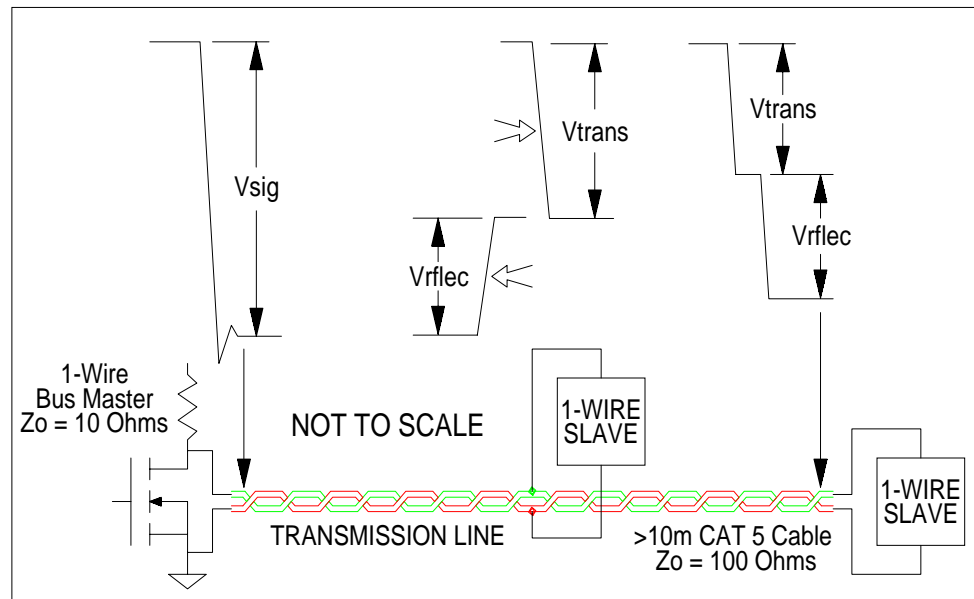 Vsig
Vtrans
Vrflec
Vtrans
Vrflec
1-Wire
Bus Master
Zo = 10 Ohms
NOT TO SCALE
1-WIRE
SLAVE
1-WIRE
SLAVE
TRANSMISSION LINE
>10m CAT 5 Cable
Zo = 100 Ohms